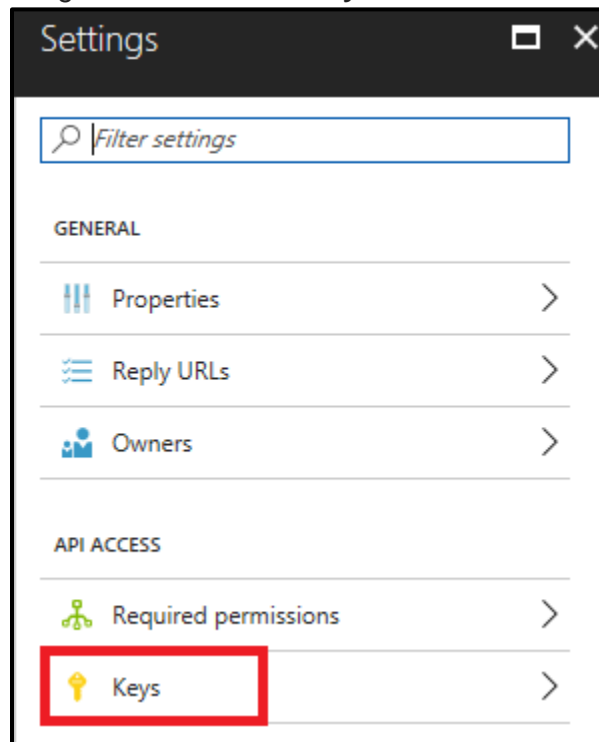 Settings
Filter settings
GENERAL
Properties
Reply URLs
Owners
API ACCESS
Required permissions
Keys